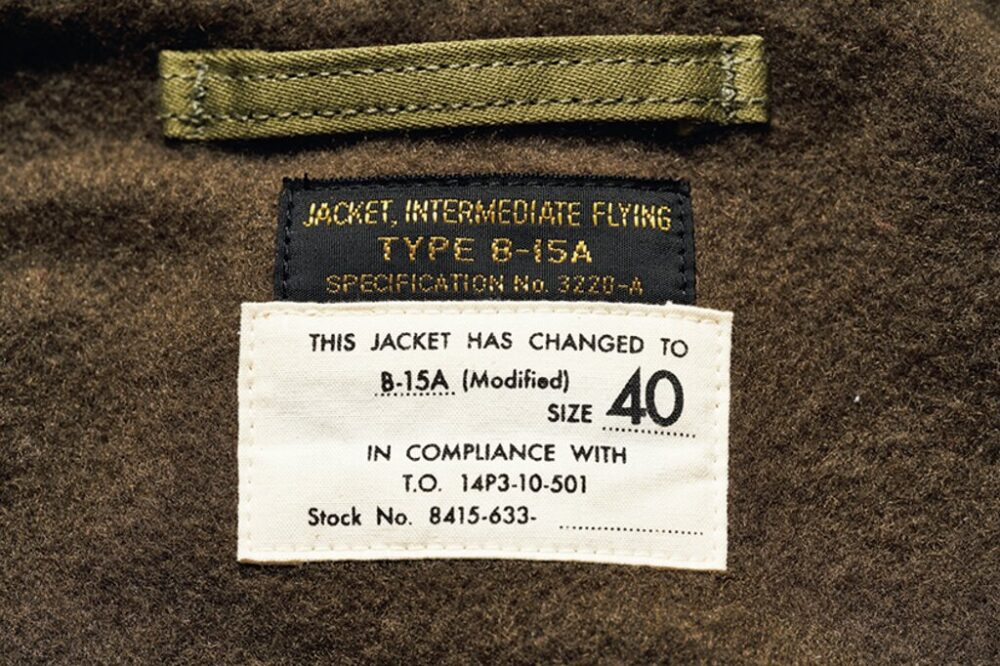 JACKET, INTERMEDIATE FLYING
TYPE B-15A
SPECIFICATION No. 3220-A
THIS JACKET HAS CHANGED TO
B-15A (Modified)
SIZE 40
IN COMPLIANCE WITH
T.O. 14P3-10-501
Stock No. 8415-633-